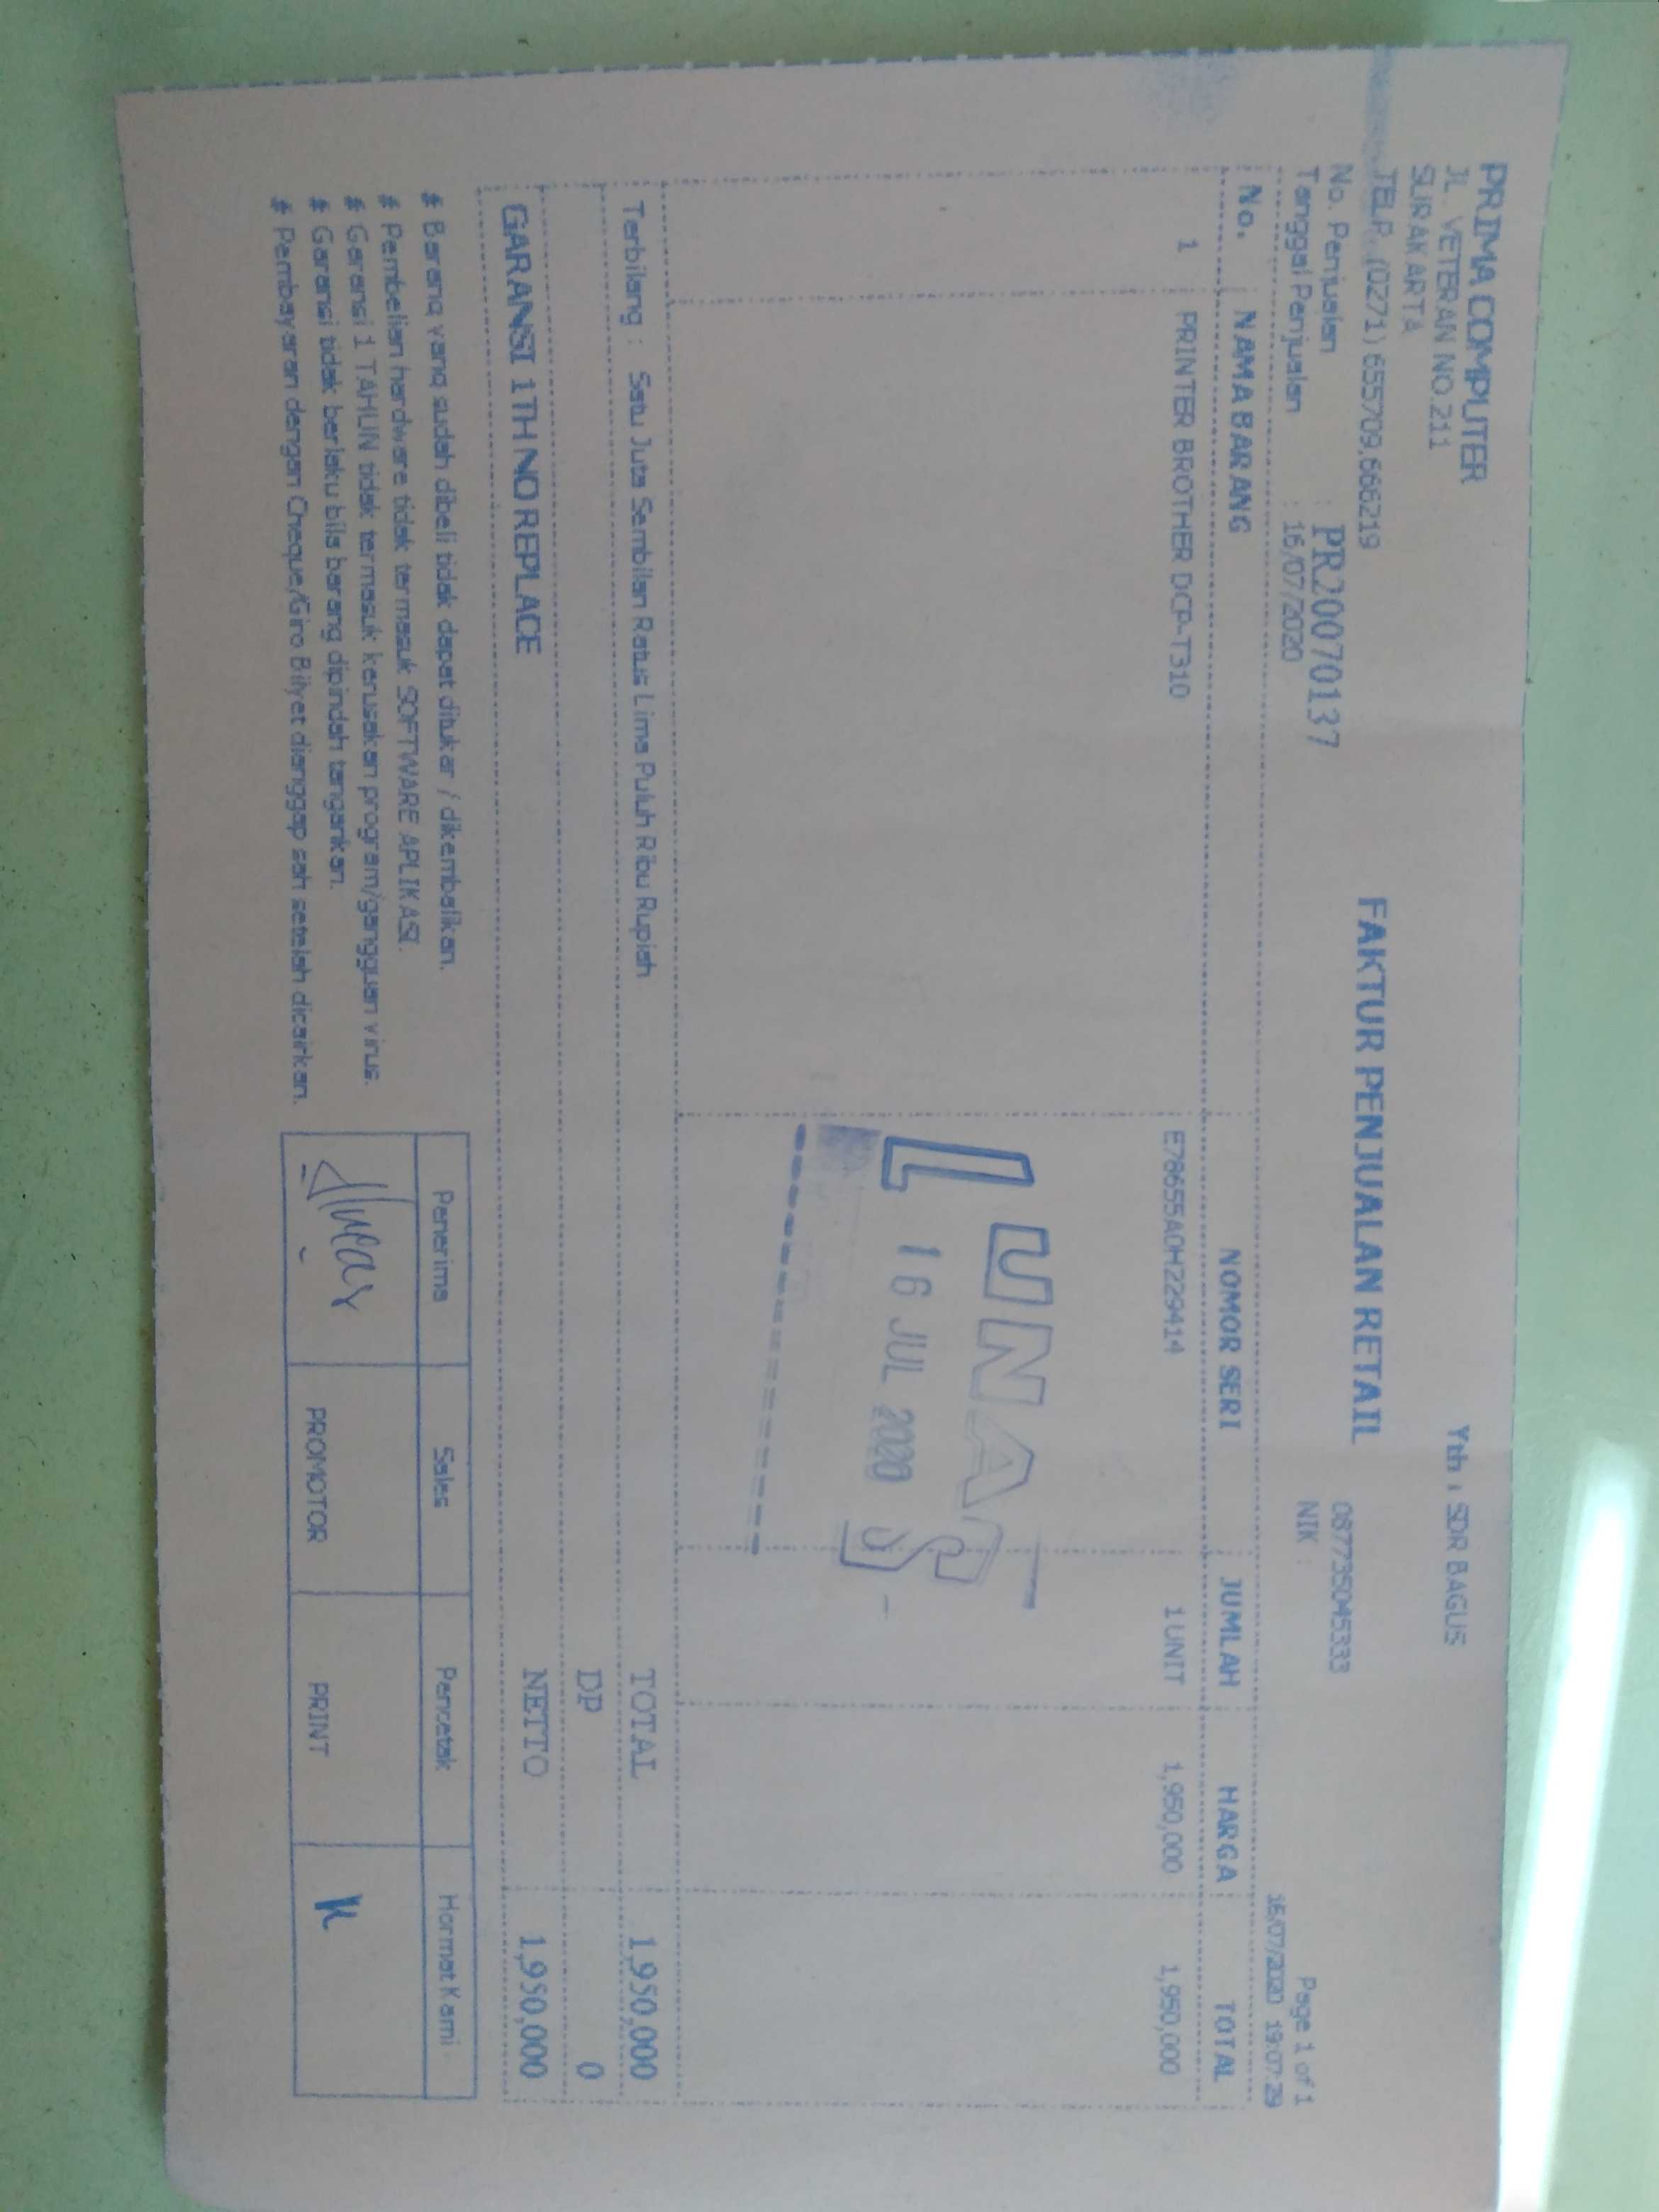 PRIMA COMPUTER
JL. VETERAN NO.211
SURAKARTA
TELP. (0271) 655709,666219
Yth : SDR BAGUS
FAKTUR PENJUALAN RETAIL
087735045333
NIK :
No. Penjualan : PR20070137
Tanggal Penjualan : 16/07/2020
Page 1 of 1
16/07/2020 19:07:29
No. NAMA BARANG NOMOR SERI JUMLAH HARGA TOTAL
1 PRINTER BROTHER DCP-T310 E78655A0H229414 1 UNIT 1,950,000 1,950,000
LUNAS
16 JUL 2020
Terbilang : Satu Juta Sembilan Ratus Lima Puluh Ribu Rupiah
TOTAL 1,950,000
DP 0
GARANSI 1TH NO REPLACE
NETTO 1,950,000
# Barang yang sudah dibeli tidak dapat ditukar / dikembalikan.
# Pembelian hardware tidak termasuk SOFTWARE APLIKASI.
# Garansi 1 TAHUN tidak termasuk kerusakan program/gangguan virus.
# Garansi tidak berlaku bila barang dipindah tangankan.
# Pembayaran dengan Cheque/Giro Bilyet dianggap sah setelah dicairkan.
Penerima Sales Pencetak Hormat Kami
PROMOTOR PRINT